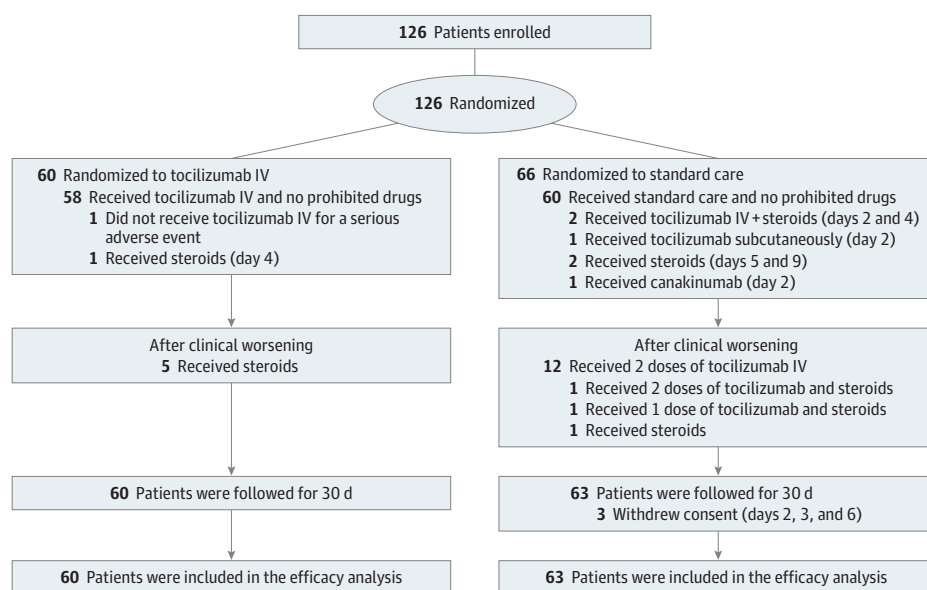 126 Patients enrolled
126 Randomized
60 Randomized to tocilizumab IV
58 Received tocilizumab IV and no prohibited drugs
1 Did not receive tocilizumab IV for a serious
adverse event
1 Received steroids (day 4)
66 Randomized to standard care
60 Received standard care and no prohibited drugs
2 Received tocilizumab IV + steroids (days 2 and 4)
1 Received tocilizumab subcutaneously (day 2)
2 Received steroids (days 5 and 9)
1 Received canakinumab (day 2)
After clinical worsening
5 Received steroids
After clinical worsening
12 Received 2 doses of tocilizumab IV
1 Received 2 doses of tocilizumab and steroids
1 Received 1 dose of tocilizumab and steroids
1 Received steroids
60 Patients were followed for 30 d
63 Patients were followed for 30 d
3 Withdrew consent (days 2, 3, and 6)
60 Patients were included in the efficacy analysis
63 Patients were included in the efficacy analysis